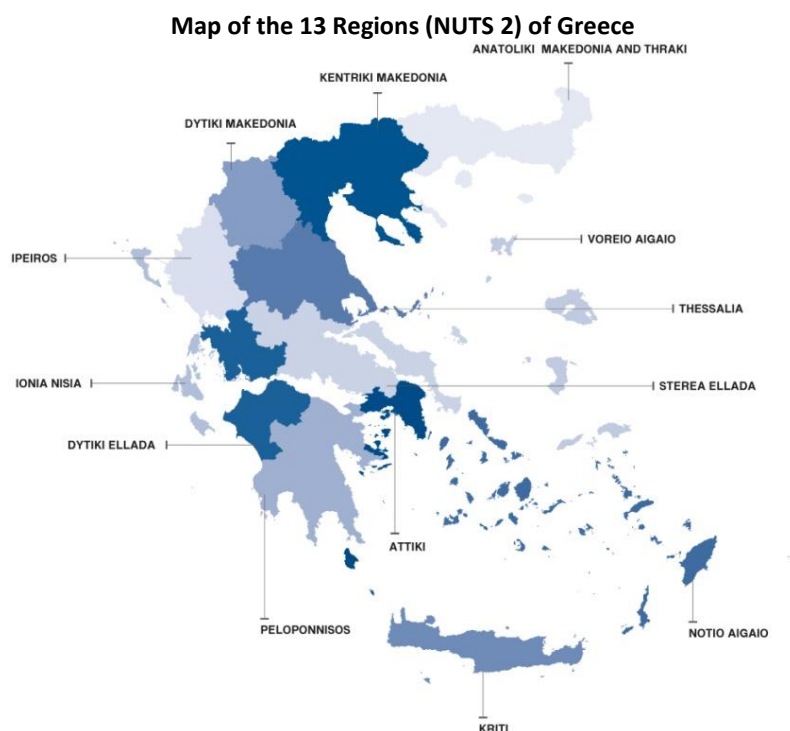 Map of the 13 Regions (NUTS 2) of Greece
ANATOLIKI MAKEDONIA AND THRAKI
KENTRIKI MAKEDONIA
DYTIKI MAKEDONIA
VOREIO AIGAIO
IPEIROS
THESSALIA
IONIA NISIA
STEREA ELLADA
DYTIKI ELLADA
ATTIKI
PELOPONNISOS
NOTIO AIGAIO
KRITI